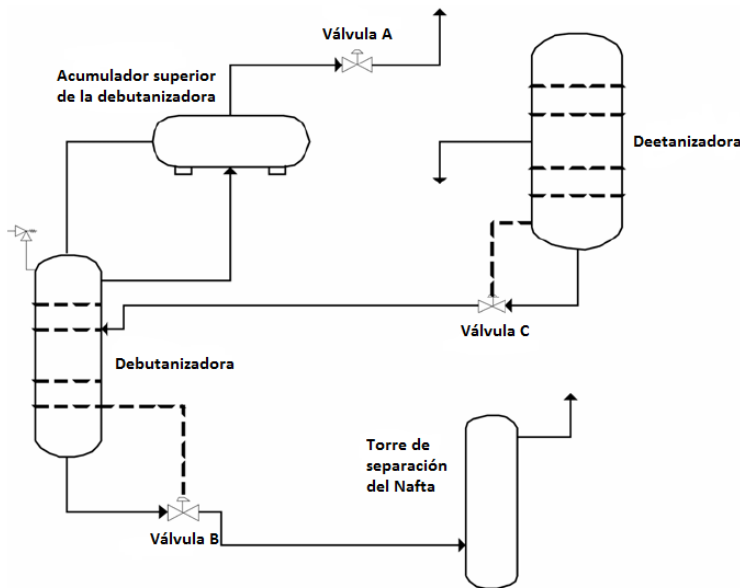 Válvula A
Acumulador superior
de la debutanizadora
Deetanizadora
Válvula C
Debutanizadora
Torre de
separación
del Nafta
Válvula B